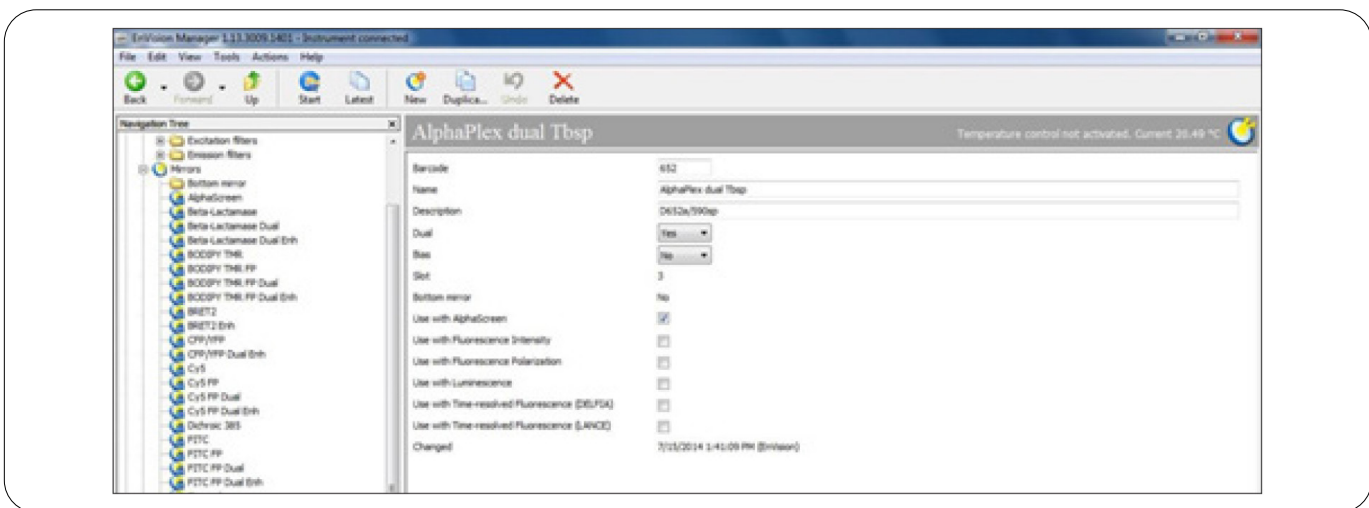 EnVision Manager 1.13.3009.1401 - Instrument connected
File Edit View Tools Actions Help
Back Forward Up Start Latest New Duplica... Undo Delete
Navigation Tree
Excitation filters
Emission filters
Mirrors
Bottom mirror
AlphaScreen
Beta-Lactamase
Beta-Lactamase Dual
Beta-Lactamase Dual Enh
BODIPY TMR
BODIPY TMR FP
BODIPY TMR FP Dual
BODIPY TMR FP Dual Enh
BRET2
BRET2 Enh
CFP/YFP
CFP/YFP Dual Enh
Cy5
Cy5 FP
Cy5 FP Dual
Cy5 FP Dual Enh
Dichroic 385
FITC
FITC FP
FITC FP Dual
FITC FP Dual Enh
AlphaPlex dual Tbsp
Temperature control not activated. Current 20.49 °C
Barcode 652
Name AlphaPlex dual Tbsp
Description D652a/590sp
Dual Yes
Bias No
Slot 3
Bottom mirror No
Use with AlphaScreen
Use with Fluorescence Intensity
Use with Fluorescence Polarization
Use with Luminescence
Use with Time-resolved Fluorescence (DELFIA)
Use with Time-resolved Fluorescence (LANCE)
Changed 7/15/2014 1:41:09 PM (EnVision)